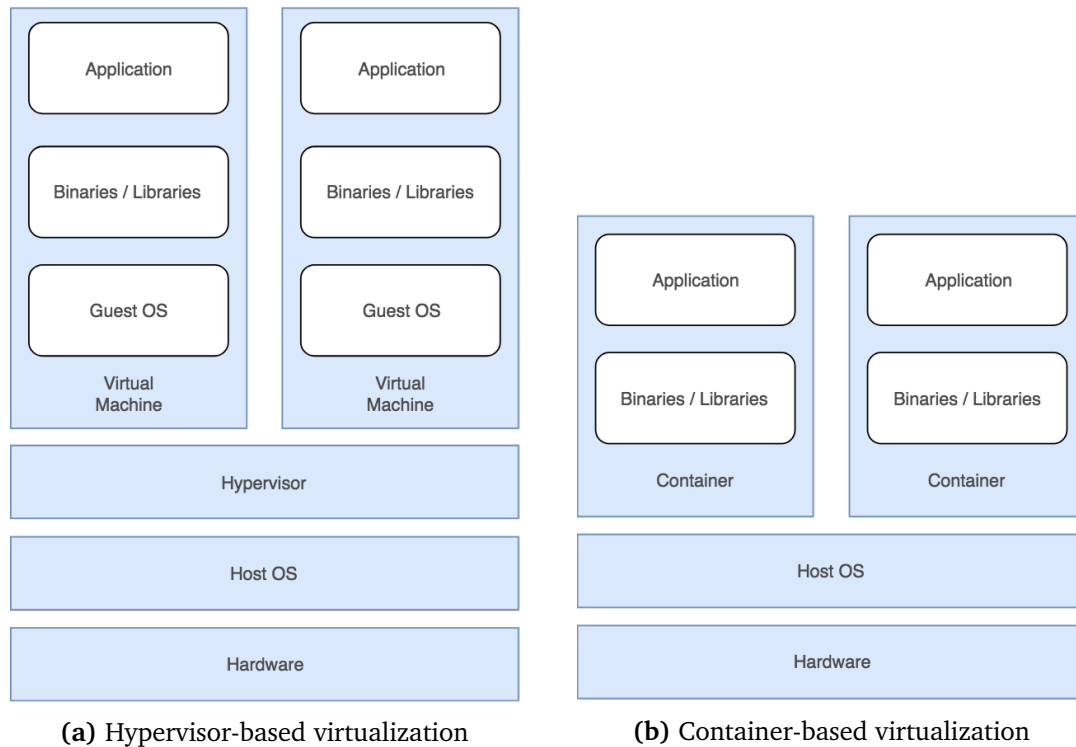 Application
Application
Binaries / Libraries
Binaries / Libraries
Guest OS
Guest OS
Virtual
Machine
Virtual
Machine
Hypervisor
Host OS
Hardware
(a) Hypervisor-based virtualization
Application
Application
Binaries / Libraries
Binaries / Libraries
Container
Container
Host OS
Hardware
(b) Container-based virtualization